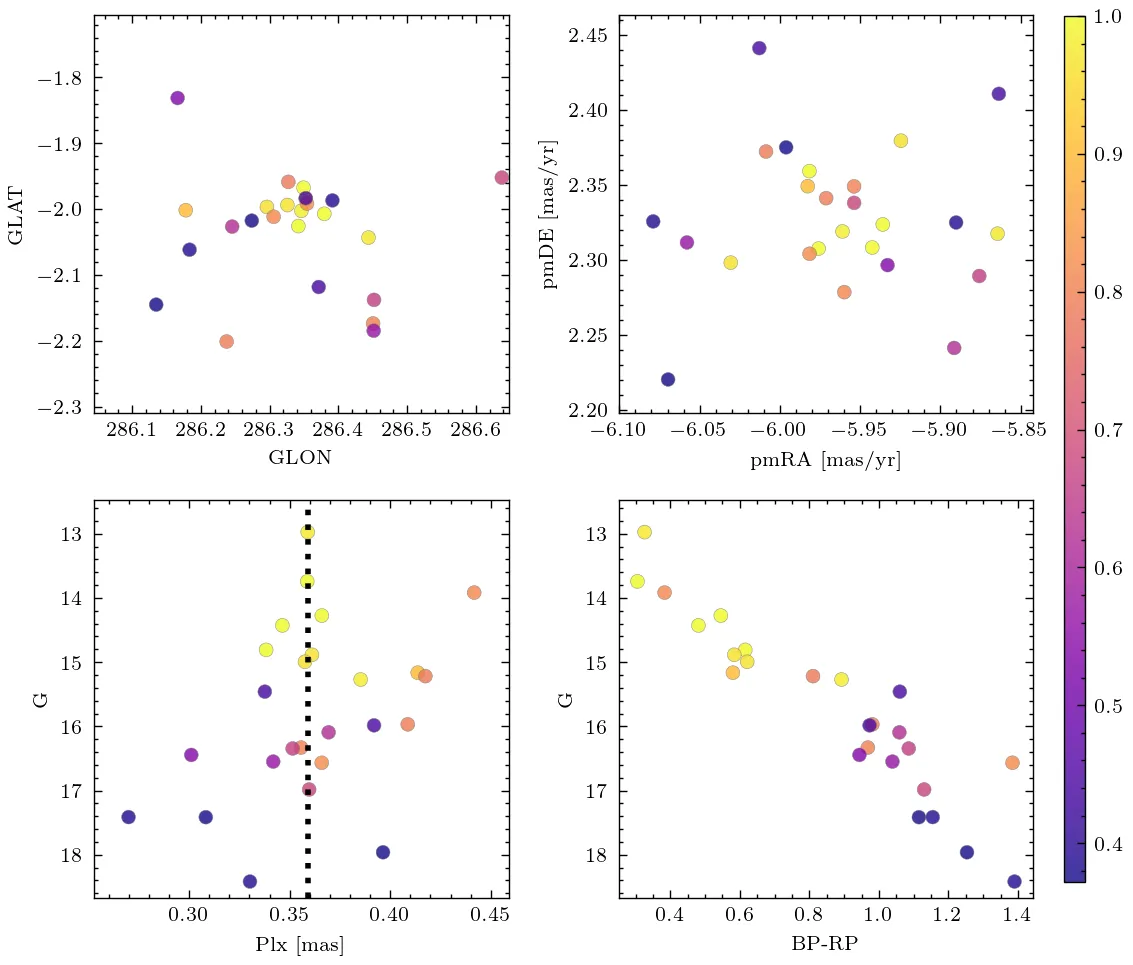 −1.8
−1.9
−2.0
−2.1
−2.2
−2.3
GLAT
286.1 286.2 286.3 286.4 286.5 286.6
GLON
2.45
2.40
2.35
2.30
2.25
2.20
pmDE [mas/yr]
−6.10 −6.05 −6.00 −5.95 −5.90 −5.85
pmRA [mas/yr]
1.0
0.9
0.8
0.7
0.6
0.5
0.4
13
14
15
16
17
18
G
0.30 0.35 0.40 0.45
Plx [mas]
13
14
15
16
17
18
G
0.4 0.6 0.8 1.0 1.2 1.4
BP-RP